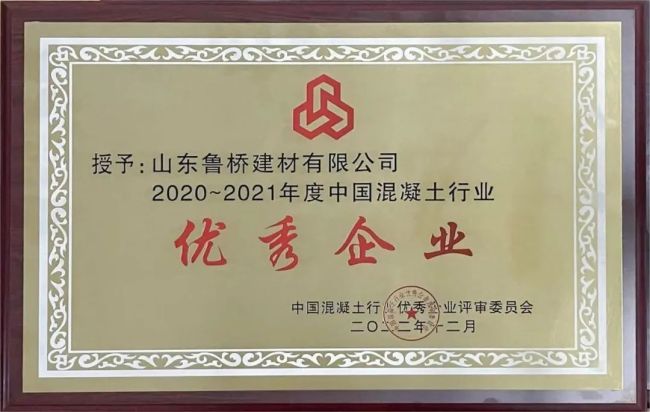 授予:山东鲁桥建材有限公司
2020~2021年度中国混凝土行业
优秀企业
中国混凝土行业优秀企业评审委员会
二〇二二年十二月